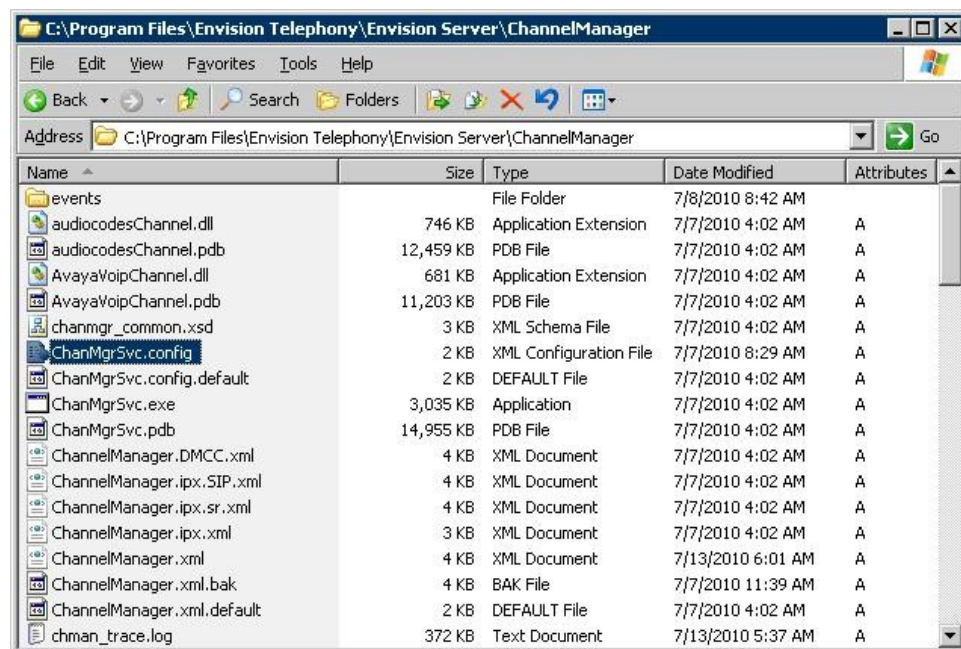 C:\Program Files\Envision Telephony\Envision Server\ChannelManager
File Edit View Favorites Tools Help
Back Search Folders
Address C:\Program Files\Envision Telephony\Envision Server\ChannelManager Go
Name Size Type Date Modified Attributes
events File Folder 7/8/2010 8:42 AM
audiocodesChannel.dll 746 KB Application Extension 7/7/2010 4:02 AM A
audiocodesChannel.pdb 12,459 KB PDB File 7/7/2010 4:02 AM A
AvayaVoipChannel.dll 681 KB Application Extension 7/7/2010 4:02 AM A
AvayaVoipChannel.pdb 11,203 KB PDB File 7/7/2010 4:02 AM A
chanmgr_common.xsd 3 KB XML Schema File 7/7/2010 4:02 AM A
ChanMgrSvc.config 2 KB XML Configuration File 7/7/2010 8:29 AM A
ChanMgrSvc.config.default 2 KB DEFAULT File 7/7/2010 4:02 AM A
ChanMgrSvc.exe 3,035 KB Application 7/7/2010 4:02 AM A
ChanMgrSvc.pdb 14,955 KB PDB File 7/7/2010 4:02 AM A
ChannelManager.DMCC.xml 4 KB XML Document 7/7/2010 4:02 AM A
ChannelManager.ipx.SIP.xml 4 KB XML Document 7/7/2010 4:02 AM A
ChannelManager.ipx.sr.xml 4 KB XML Document 7/7/2010 4:02 AM A
ChannelManager.ipx.xml 3 KB XML Document 7/7/2010 4:02 AM A
ChannelManager.xml 4 KB XML Document 7/13/2010 6:01 AM A
ChannelManager.xml.bak 4 KB BAK File 7/7/2010 11:39 AM A
ChannelManager.xml.default 2 KB DEFAULT File 7/7/2010 4:02 AM A
chman_trace.log 372 KB Text Document 7/13/2010 5:37 AM A